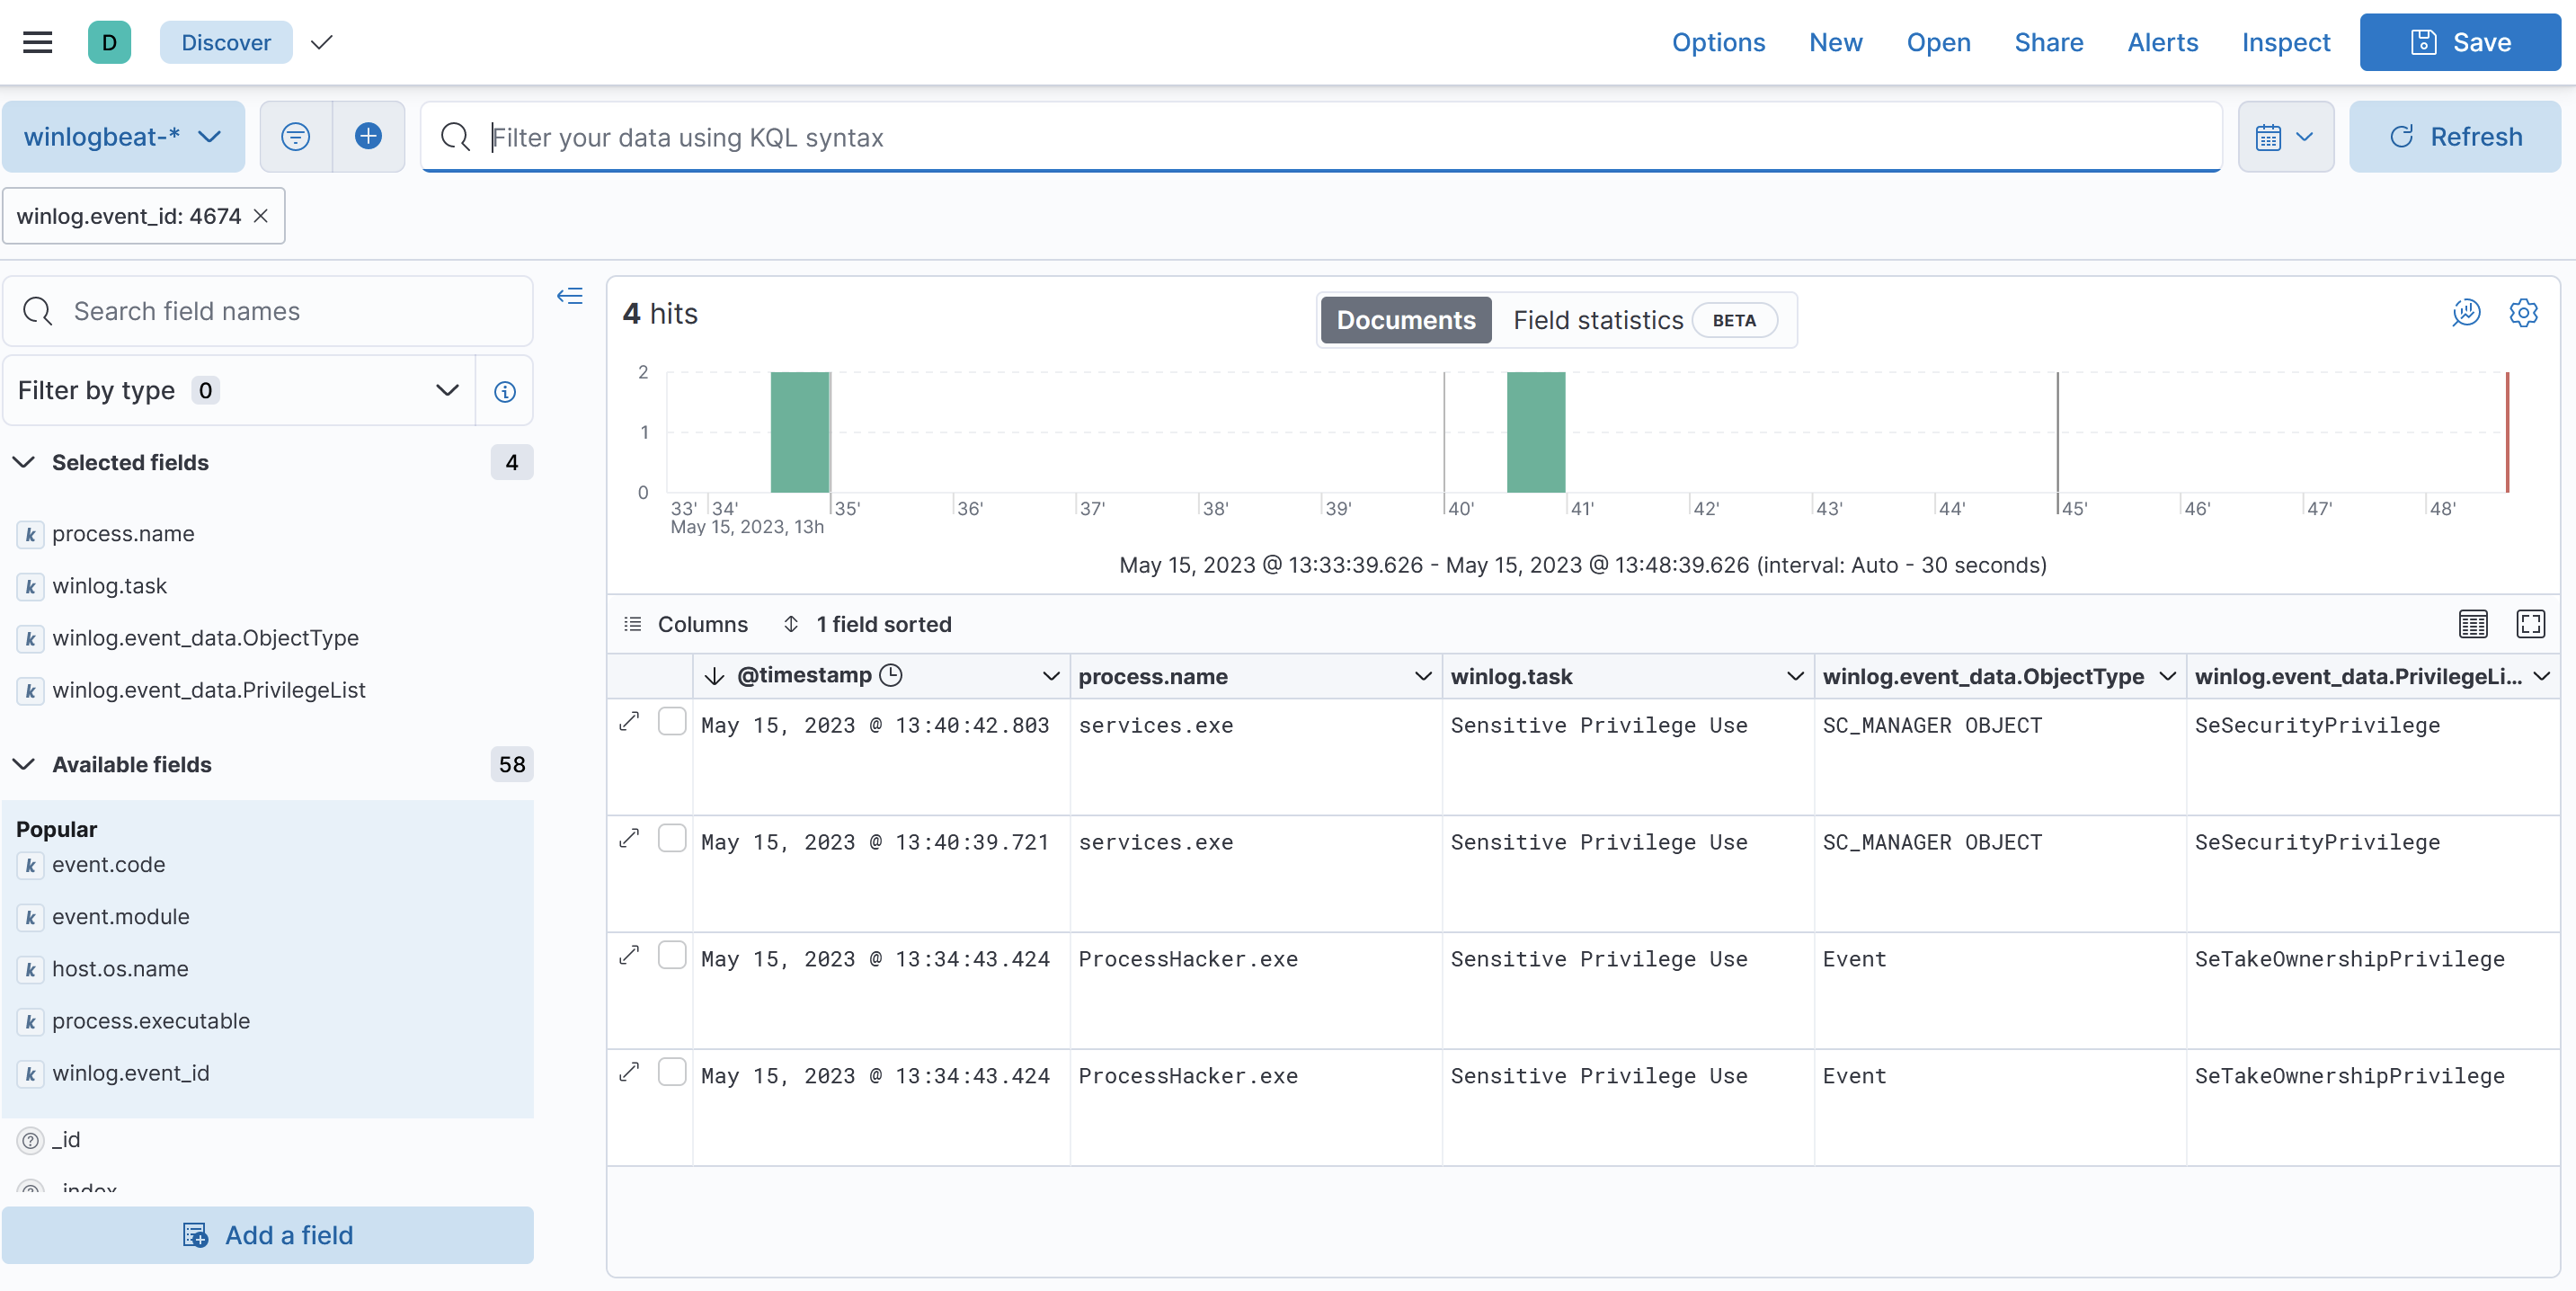 D Discover Options New Open Share Alerts Inspect Save
winlogbeat-* Filter your data using KQL syntax Refresh
winlog.event_id: 4674
Search field names
Filter by type 0
Selected fields 4
k process.name
k winlog.task
k winlog.event_data.ObjectType
k winlog.event_data.PrivilegeList
Available fields 58
Popular
k event.code
k event.module
k host.os.name
k process.executable
k winlog.event_id
_id
_index
Add a field
4 hits Documents Field statistics BETA
2
1
0
33' 34' 35' 36' 37' 38' 39' 40' 41' 42' 43' 44' 45' 46' 47' 48'
May 15, 2023, 13h
May 15, 2023 @ 13:33:39.626 - May 15, 2023 @ 13:48:39.626 (interval: Auto - 30 seconds)
Columns 1 field sorted
@timestamp process.name winlog.task winlog.event_data.ObjectType winlog.event_data.PrivilegeLi...
May 15, 2023 @ 13:40:42.803 services.exe Sensitive Privilege Use SC_MANAGER OBJECT SeSecurityPrivilege
May 15, 2023 @ 13:40:39.721 services.exe Sensitive Privilege Use SC_MANAGER OBJECT SeSecurityPrivilege
May 15, 2023 @ 13:34:43.424 ProcessHacker.exe Sensitive Privilege Use Event SeTakeOwnershipPrivilege
May 15, 2023 @ 13:34:43.424 ProcessHacker.exe Sensitive Privilege Use Event SeTakeOwnershipPrivilege